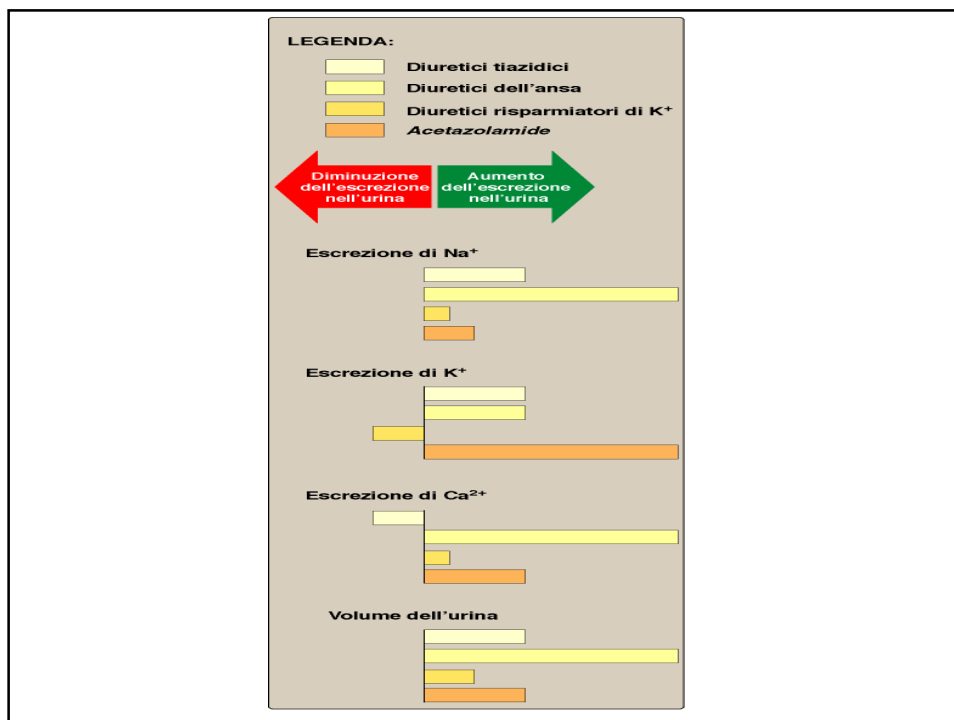 LEGENDA:
Diuretici tiazidici
Diuretici dell'ansa
Diuretici risparmiatori di K⁺
Acetazolamide
Diminuzione
dell'escrezione
nell'urina
Aumento
dell'escrezione
nell'urina
Escrezione di Na⁺
Escrezione di K⁺
Escrezione di Ca²⁺
Volume dell'urina